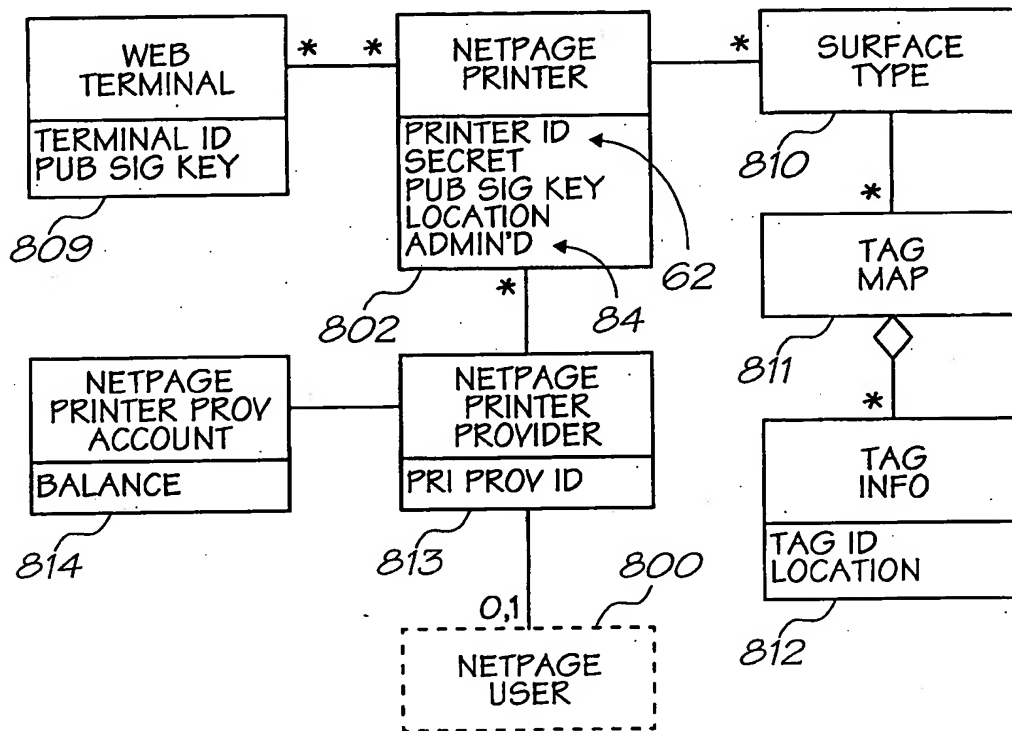 WEB
TERMINAL
TERMINAL ID
PUB SIG KEY
809
*
*
NETPAGE
PRINTER
PRINTER ID
SECRET
PUB SIG KEY
LOCATION
ADMIN'D
802
62
84
*
*
SURFACE
TYPE
810
*
TAG
MAP
811
*
TAG
INFO
TAG ID
LOCATION
812
NETPAGE
PRINTER PROV
ACCOUNT
BALANCE
814
NETPAGE
PRINTER
PROVIDER
PRI PROV ID
813
0,1
800
NETPAGE
USER